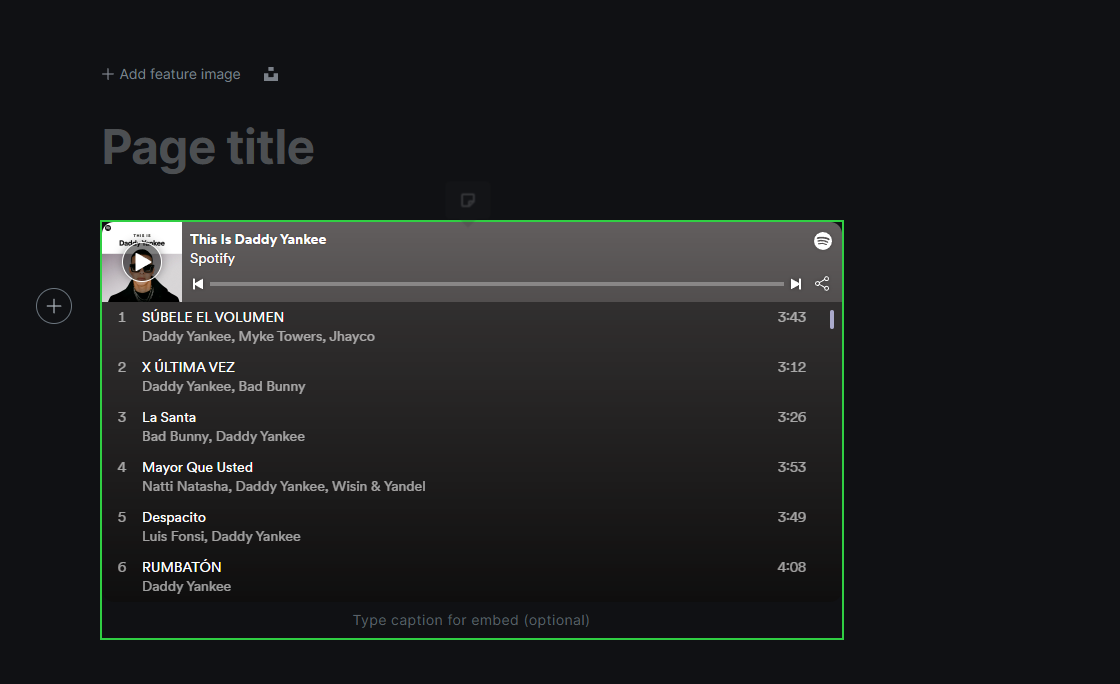 + Add feature image
Page title
THIS IS
Daddy Yankee
This Is Daddy Yankee
Spotify
1 SÚBELE EL VOLUMEN 3:43
Daddy Yankee, Myke Towers, Jhayco
2 X ÚLTIMA VEZ 3:12
Daddy Yankee, Bad Bunny
3 La Santa 3:26
Bad Bunny, Daddy Yankee
4 Mayor Que Usted 3:53
Natti Natasha, Daddy Yankee, Wisin & Yandel
5 Despacito 3:49
Luis Fonsi, Daddy Yankee
6 RUMBATÓN 4:08
Daddy Yankee
Type caption for embed (optional)